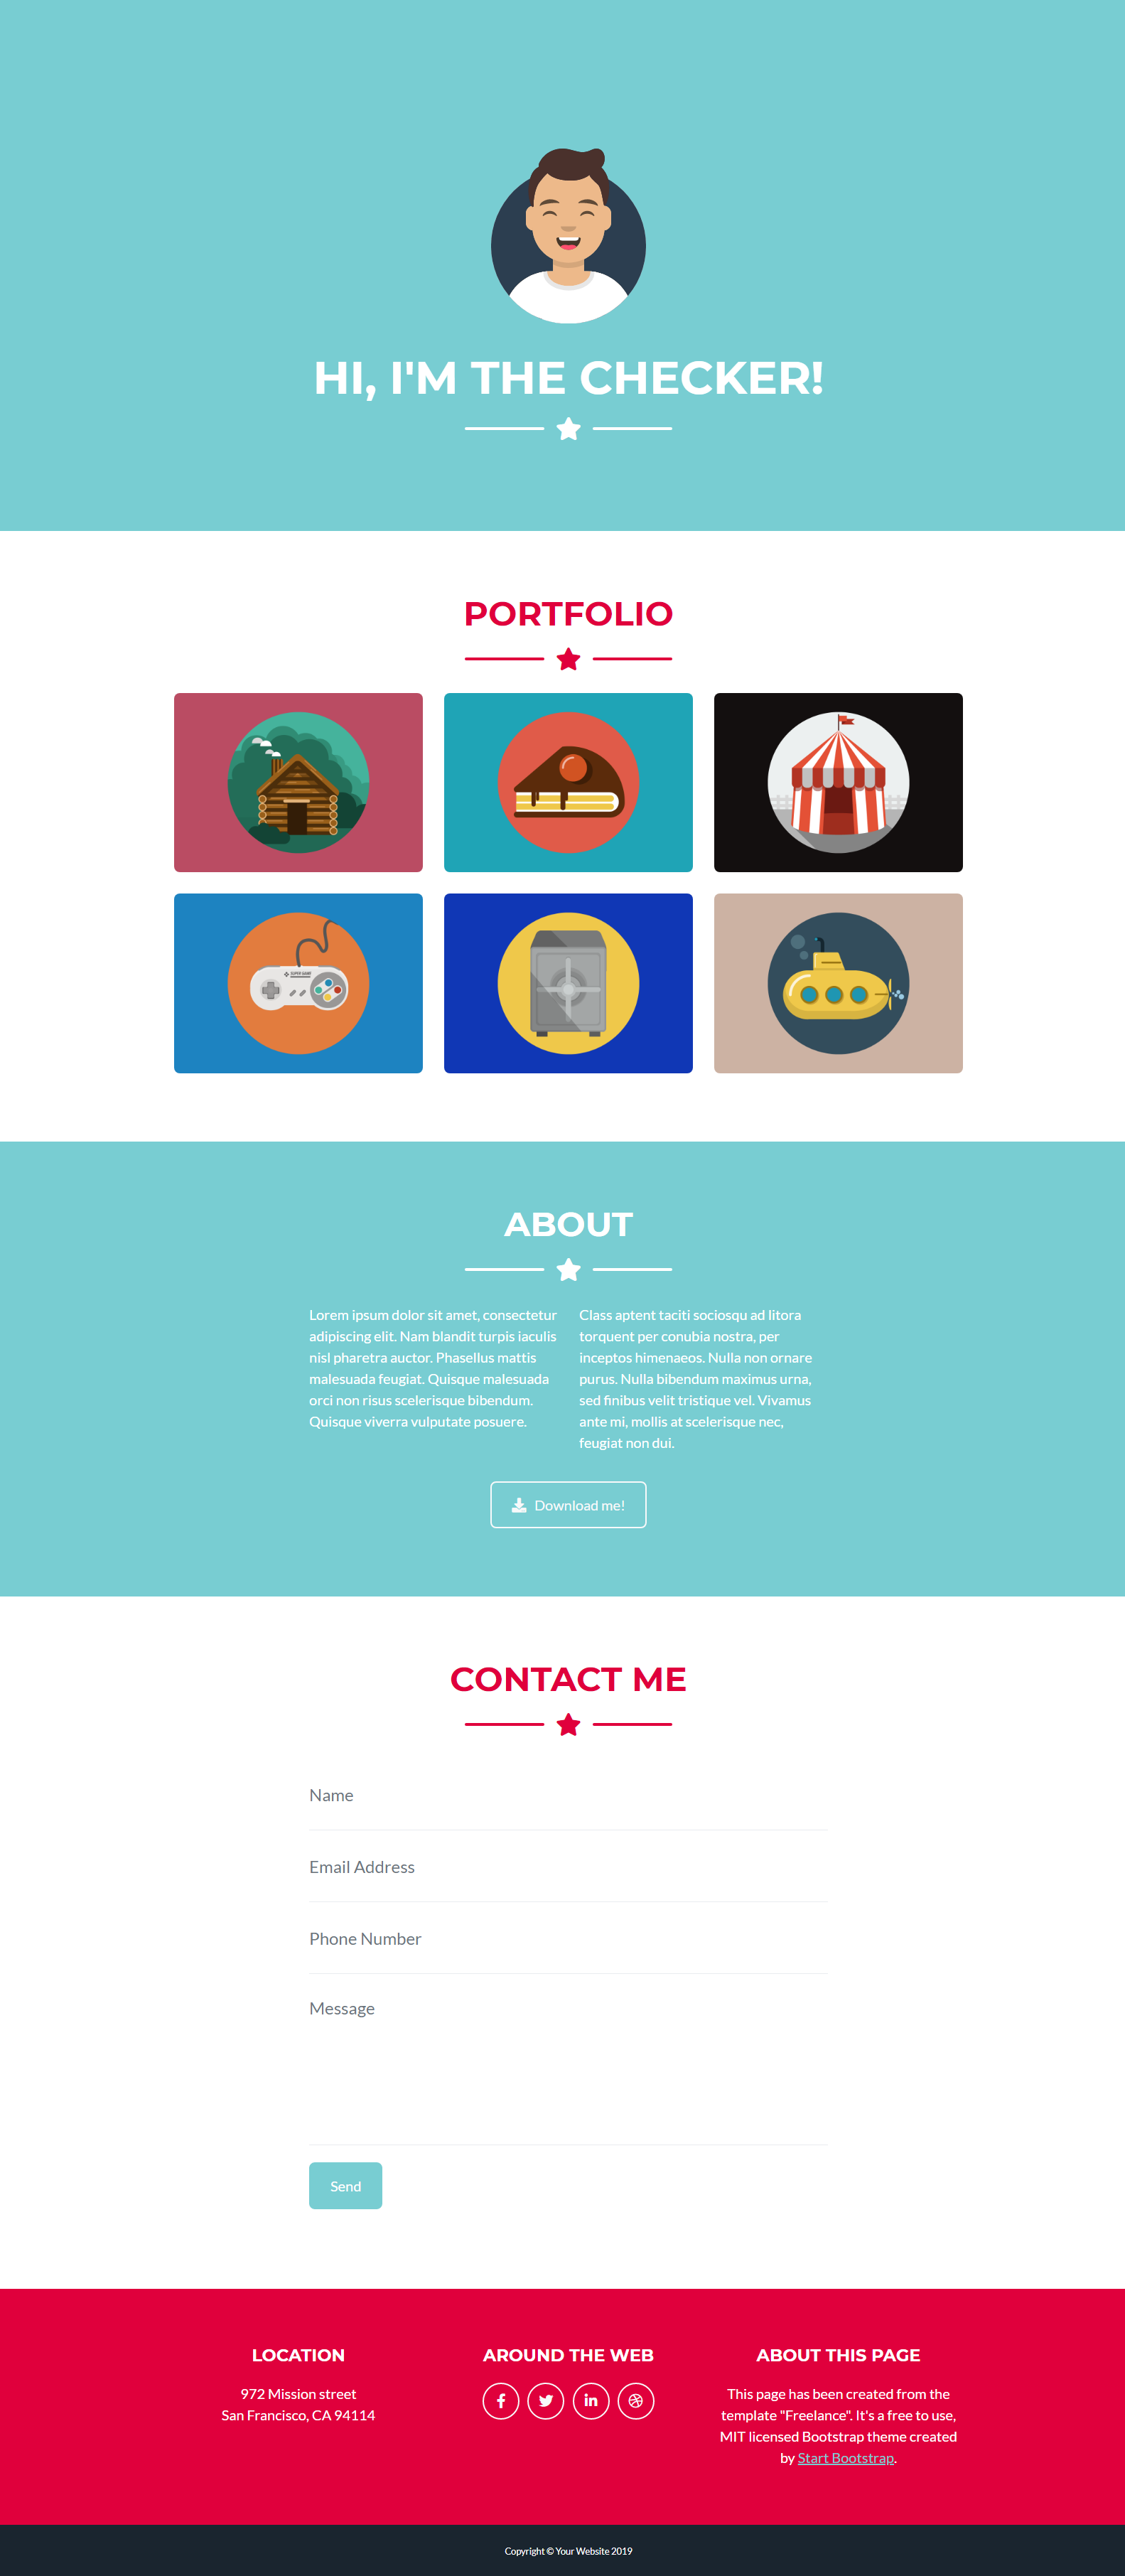 HI, I'M THE CHECKER!
PORTFOLIO
SUPER GAME
ABOUT
Lorem ipsum dolor sit amet, consectetur
adipiscing elit. Nam blandit turpis iaculis
nisl pharetra auctor. Phasellus mattis
malesuada feugiat. Quisque malesuada
orci non risus scelerisque bibendum.
Quisque viverra vulputate posuere.
Class aptent taciti sociosqu ad litora
torquent per conubia nostra, per
inceptos himenaeos. Nulla non ornare
purus. Nulla bibendum maximus urna,
sed finibus velit tristique vel. Vivamus
ante mi, mollis at scelerisque nec,
feugiat non dui.
Download me!
CONTACT ME
Name
Email Address
Phone Number
Message
Send
LOCATION
972 Mission street
San Francisco, CA 94114
AROUND THE WEB
ABOUT THIS PAGE
This page has been created from the
template "Freelance". It's a free to use,
MIT licensed Bootstrap theme created
by Start Bootstrap.
Copyright © Your Website 2019